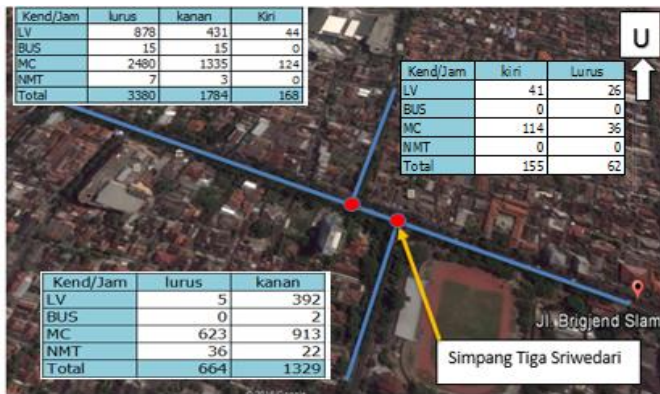 Kend/Jam lurus kanan Kiri
LV 878 431 44
BUS 15 15 0
MC 2480 1335 124
NMT 7 3 0
Total 3380 1784 168
U
Kend/Jam kiri Lurus
LV 41 26
BUS 0 0
MC 114 36
NMT 0 0
Total 155 62
Kend/Jam lurus kanan
LV 5 392
BUS 0 2
MC 623 913
NMT 36 22
Total 664 1329
Jl. Brigjend Slam
Simpang Tiga Sriwedari